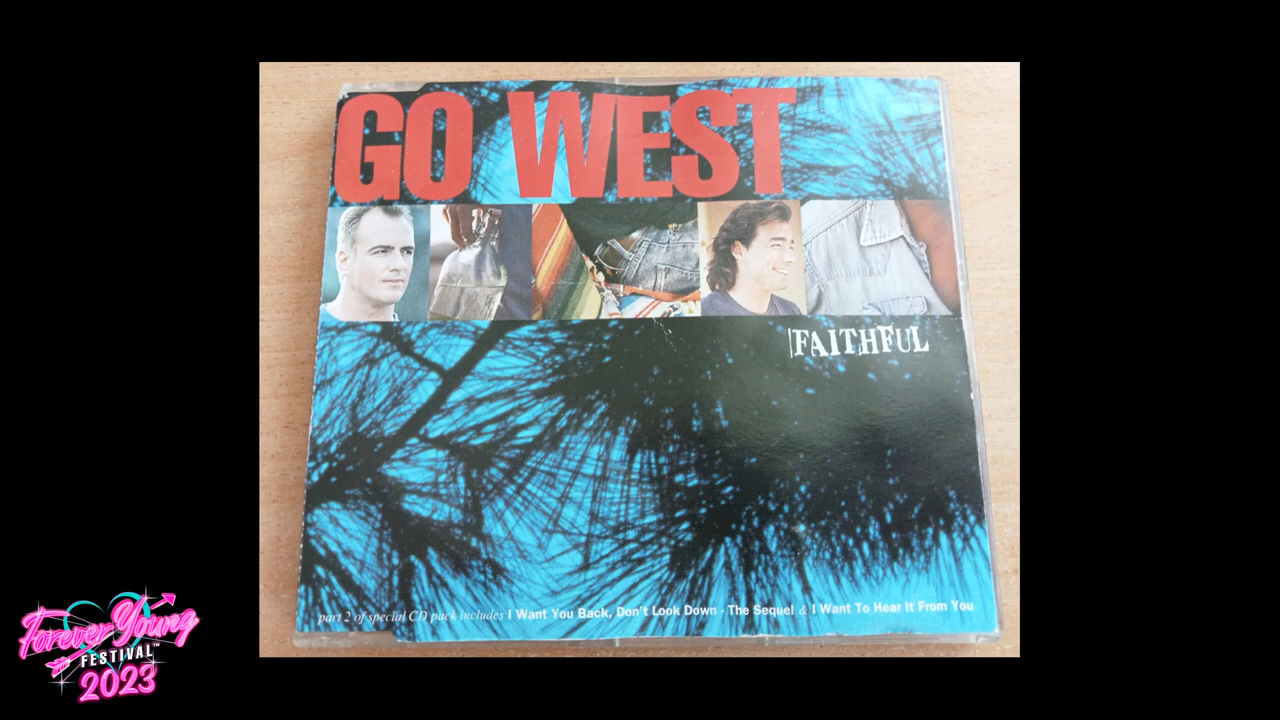 GO WEST
FAITHFUL
part 2 of special CD pack includes I Want You Back, Don't Look Down - The Sequel & I Want To Hear It From You
Forever Young
FESTIVAL™
2023